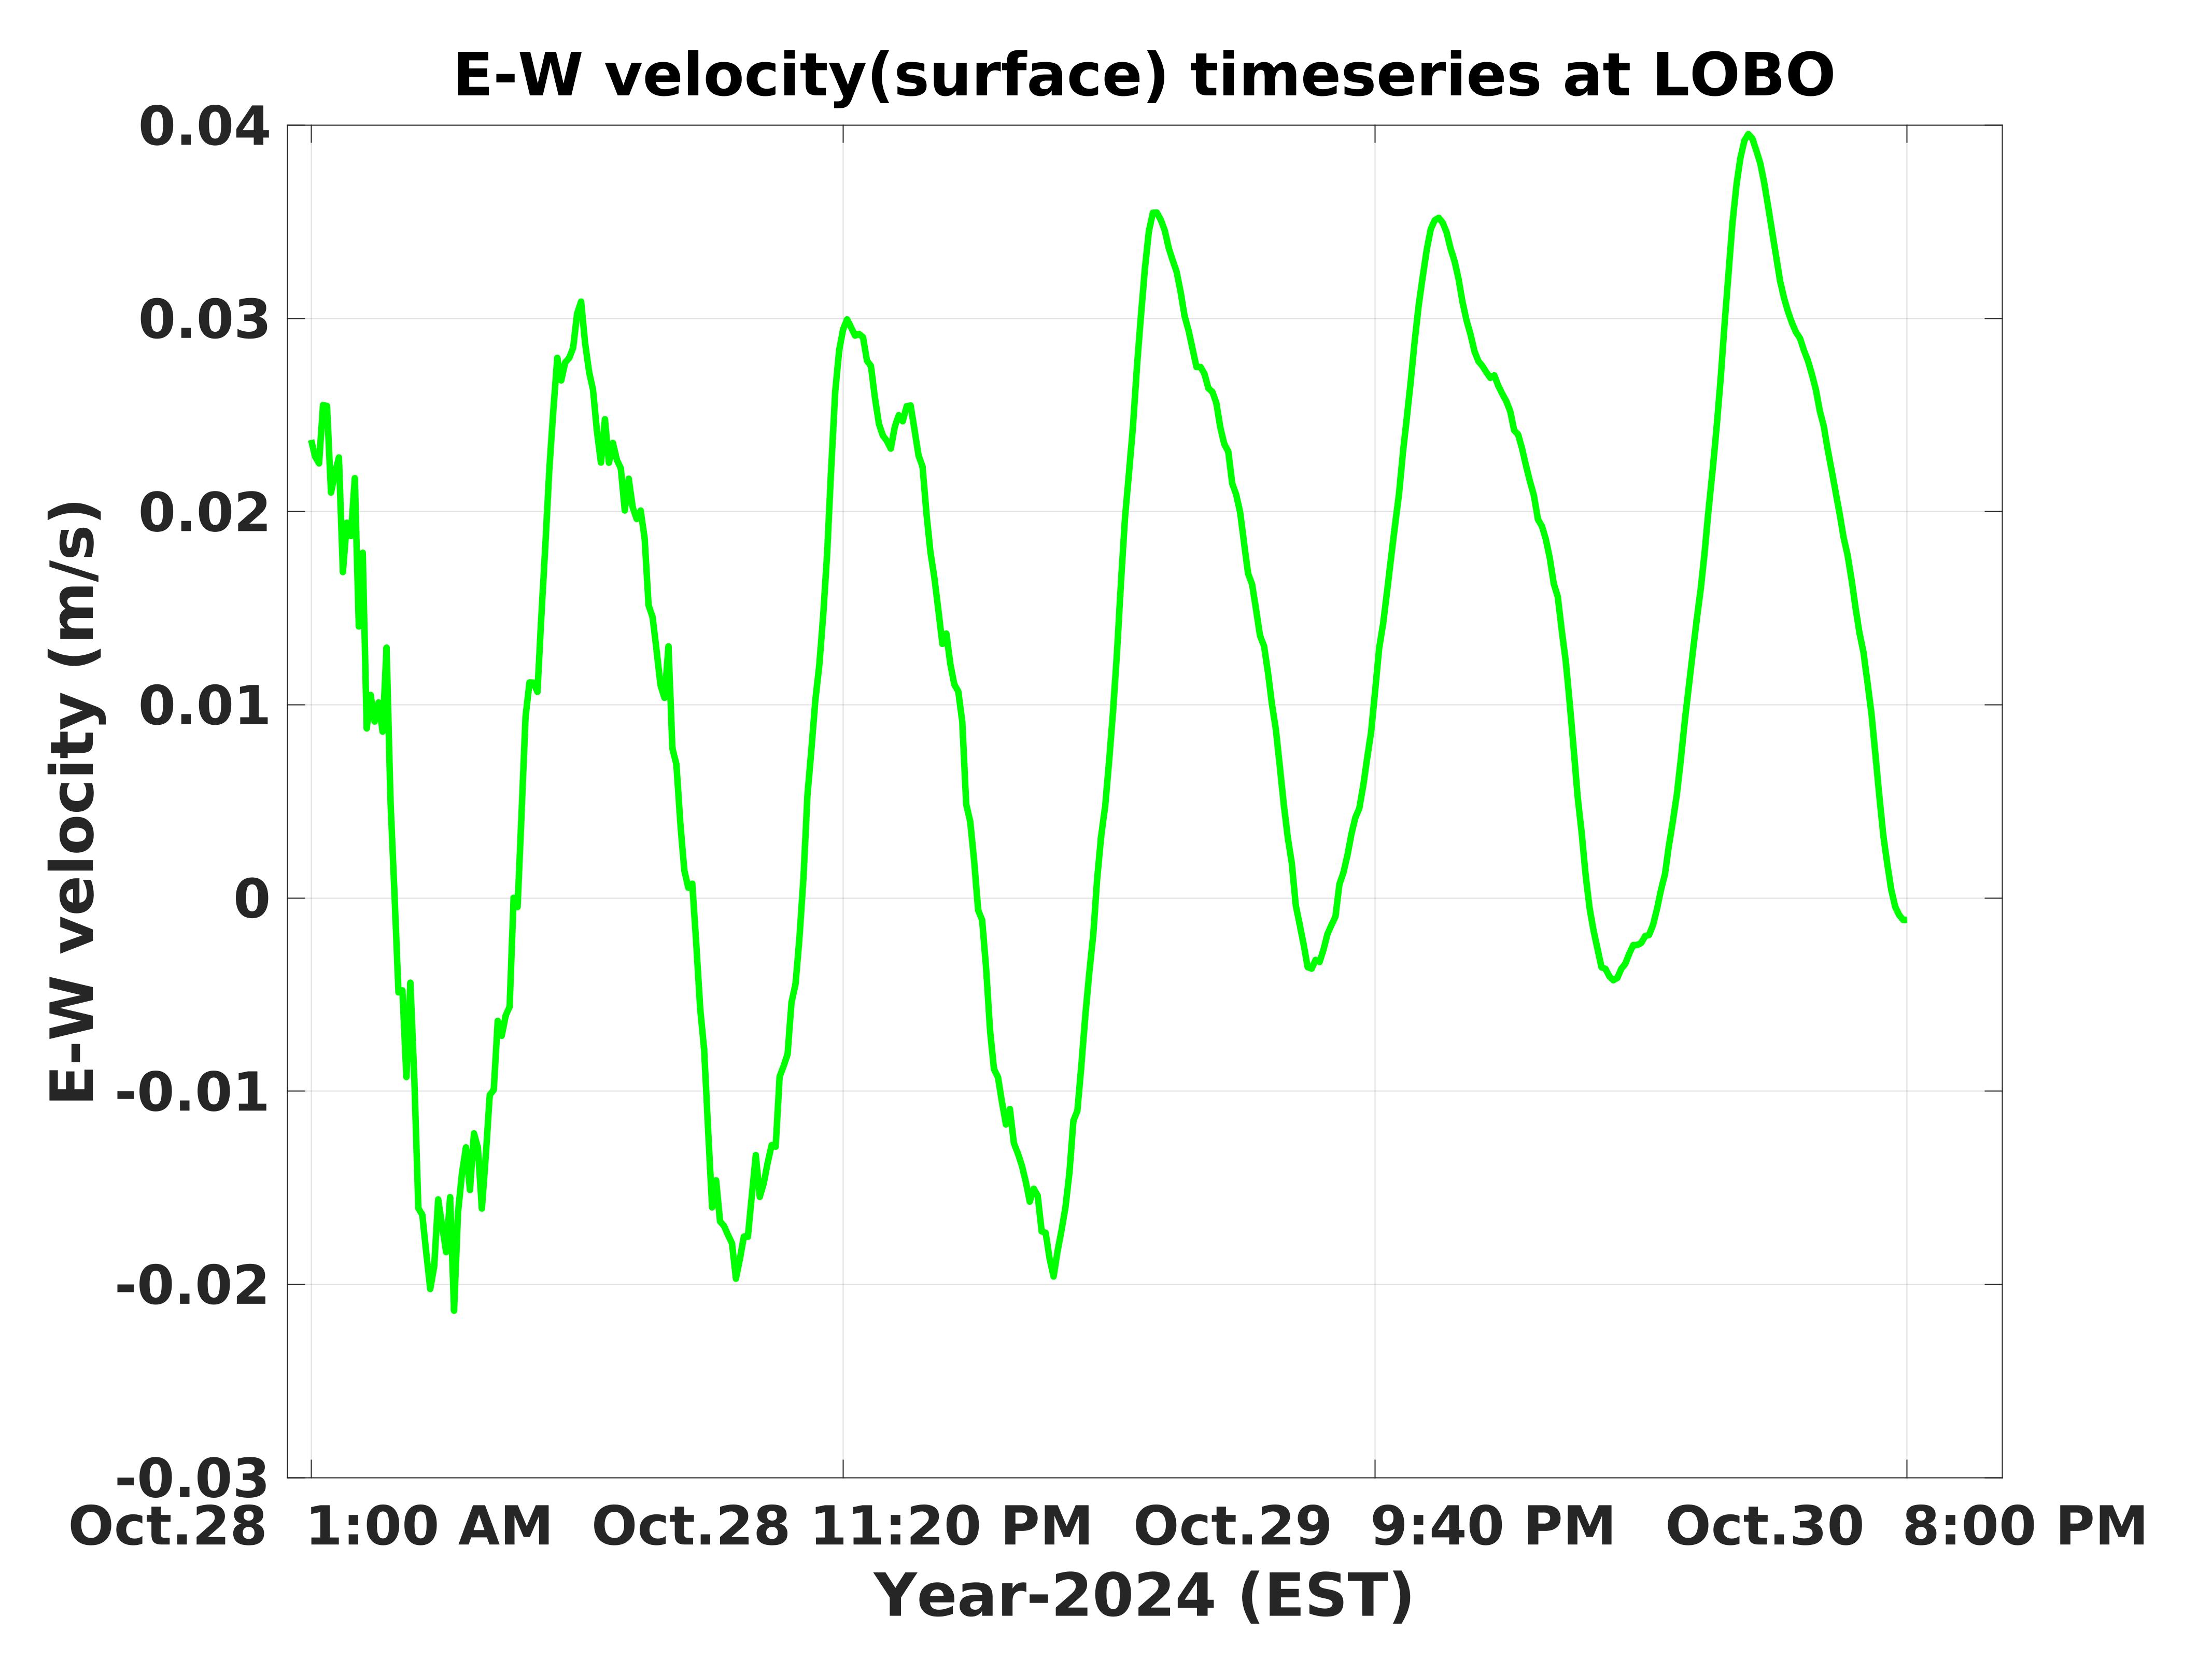 E-W velocity(surface) timeseries at LOBO
E-W velocity (m/s)
0.04
0.03
0.02
0.01
0
-0.01
-0.02
-0.03
Oct.28 1:00 AM Oct.28 11:20 PM Oct.29 9:40 PM Oct.30 8:00 PM
Year-2024 (EST)